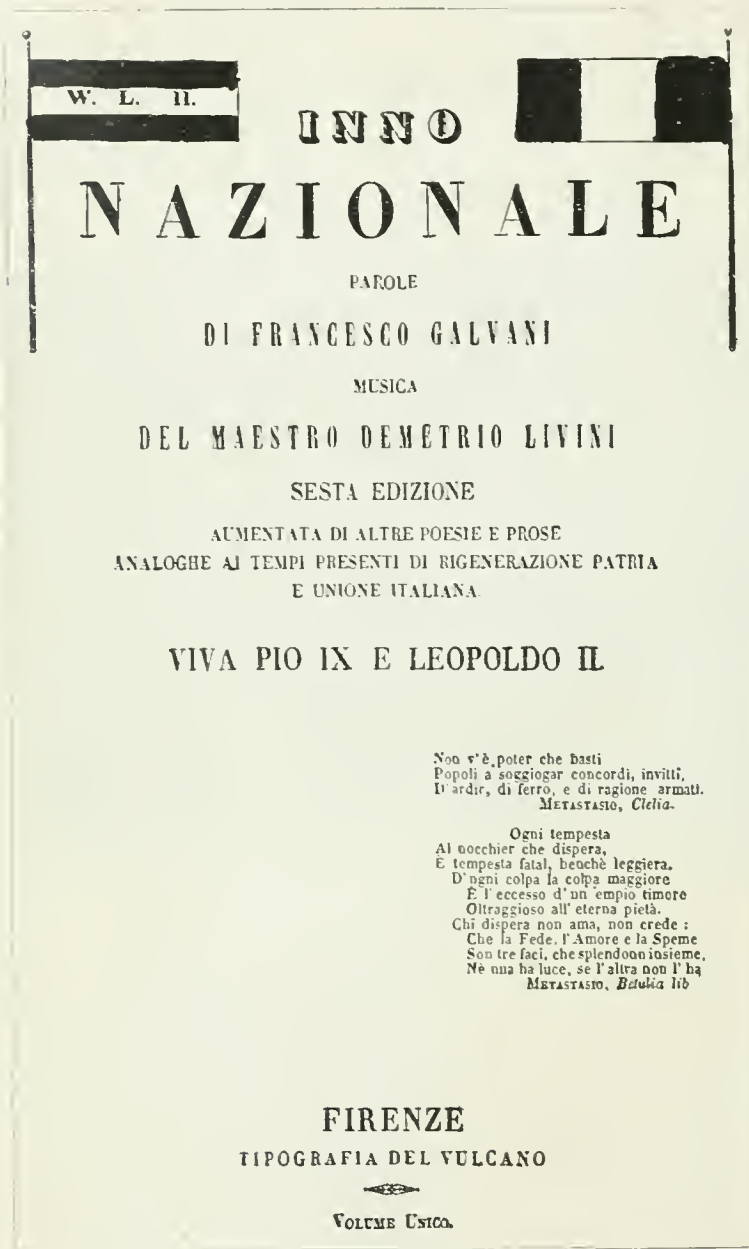 W. L. II.
INNO
NAZIONALE
PAROLE
DI FRANCESCO GALVANI
MUSICA
DEL MAESTRO DEMETRIO LIVINI
SESTA EDIZIONE
AUMENTATA DI ALTRE POESIE E PROSE
ANALOGHE AI TEMPI PRESENTI DI RIGENERAZIONE PATRIA
E UNIONE ITALIANA.
VIVA PIO IX E LEOPOLDO II.
Non v'è poter che basti
Popoli a soggiogar concordi, invitti,
D'ardir, di ferro, e di ragione armati.
METASTASIO, Clelia.
Ogni tempesta
Al nocchier che dispera,
È tempesta fatal, benchè leggiera.
D'ogni colpa la colpa maggiore
È l'eccesso d'un empio timore
Oltraggioso all'eterna pietà.
Chi dispera non ama, non crede:
Che la Fede, l'Amore e la Speme
Son tre faci, che splendono insieme,
Nè una ha luce, se l'altra non l'ha
METASTASIO, Betulia lib
FIRENZE
TIPOGRAFIA DEL VULCANO
VOLUME UNICO.